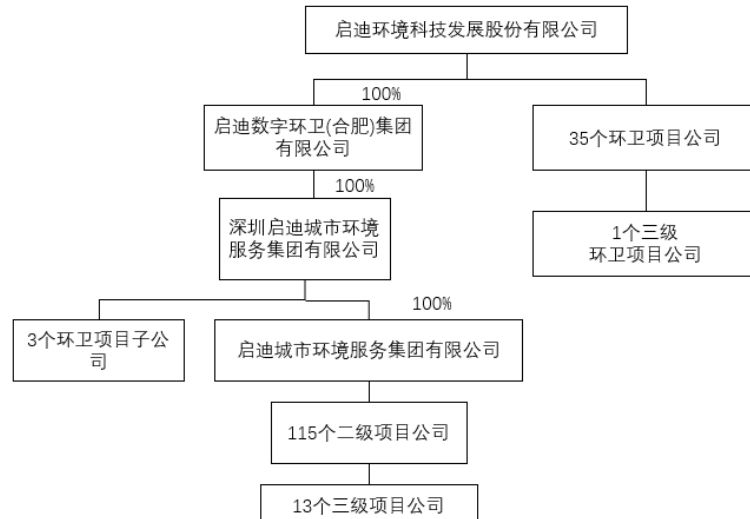 启迪环境科技发展股份有限公司
100%
启迪数字环卫(合肥)集团
有限公司
35个环卫项目公司
100%
深圳启迪城市环境
服务集团有限公司
1个三级
环卫项目公司
100%
3个环卫项目子公
司
启迪城市环境服务集团有限公司
115个二级项目公司
13个三级项目公司